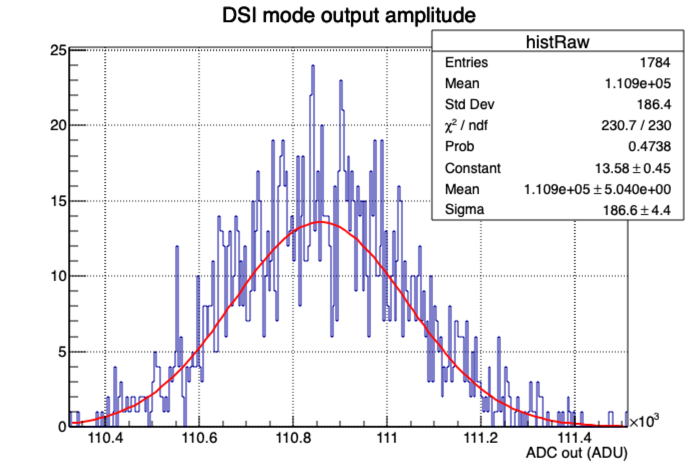 DSI mode output amplitude
histRaw
Entries 1784
Mean 1.109e+05
Std Dev 186.4
χ² / ndf 230.7 / 230
Prob 0.4738
Constant 13.58 ± 0.45
Mean 1.109e+05 ± 5.040e+00
Sigma 186.6 ± 4.4
25
20
15
10
5
0
110.4 110.6 110.8 111 111.2 111.4 ×10³
ADC out (ADU)